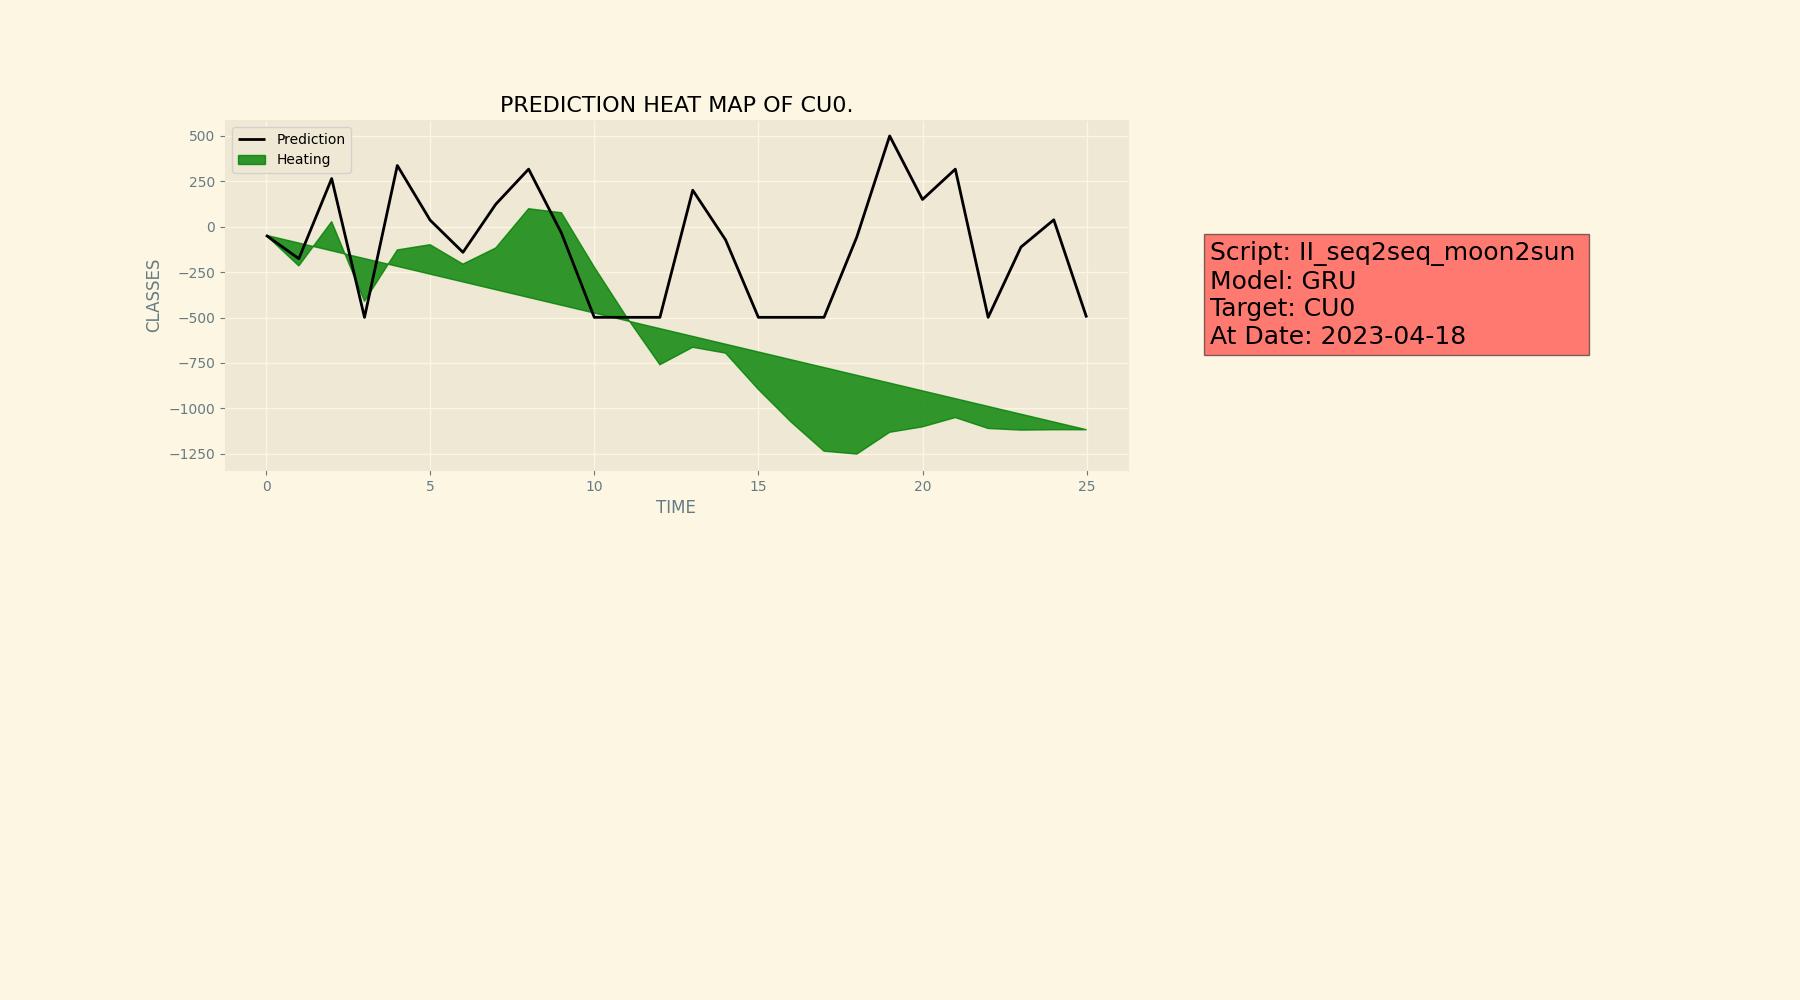 PREDICTION HEAT MAP OF CU0.
Prediction
Heating
500
250
0
−250
−500
−750
−1000
−1250
CLASSES
0 5 10 15 20 25
TIME
Script: II_seq2seq_moon2sun
Model: GRU
Target: CU0
At Date: 2023-04-18